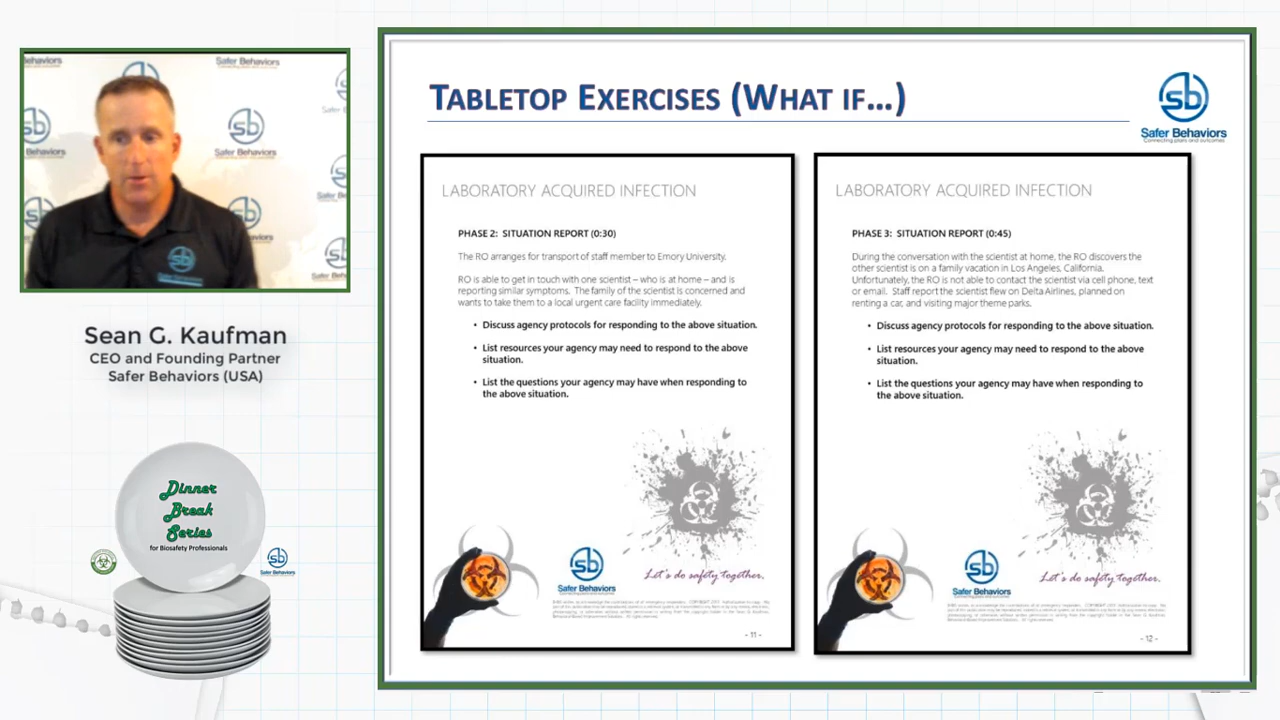 Safer Behaviors
Safer Behaviors
Safer Behaviors
Sean G. Kaufman
CEO and Founding Partner
Safer Behaviors (USA)
Dinner
Break
Series
for Biosafety Professionals
sb
Safer Behaviors
TABLETOP EXERCISES (WHAT IF...)
sb
Safer Behaviors
Connecting plans and outcomes
LABORATORY ACQUIRED INFECTION
PHASE 2: SITUATION REPORT (0:30)
The RO arranges for transport of staff member to Emory University.
RO is able to get in touch with one scientist – who is at home – and is
reporting similar symptoms. The family of the scientist is concerned and
wants to take them to a local urgent care facility immediately.
• Discuss agency protocols for responding to the above situation.
• List resources your agency may need to respond to the above
situation.
• List the questions your agency may have when responding to
the above situation.
sb
Safer Behaviors
Let's do safety together.
- 11 -
LABORATORY ACQUIRED INFECTION
PHASE 3: SITUATION REPORT (0:45)
During the conversation with the scientist at home, the RO discovers the
other scientist is on a family vacation in Los Angeles, California.
Unfortunately, the RO is not able to contact the scientist via cell phone, text
or email. Staff report the scientist flew on Delta Airlines, planned on
renting a car, and visiting major theme parks.
• Discuss agency protocols for responding to the above situation.
• List resources your agency may need to respond to the above
situation.
• List the questions your agency may have when responding to
the above situation.
sb
Safer Behaviors
Let's do safety together.
- 12 -